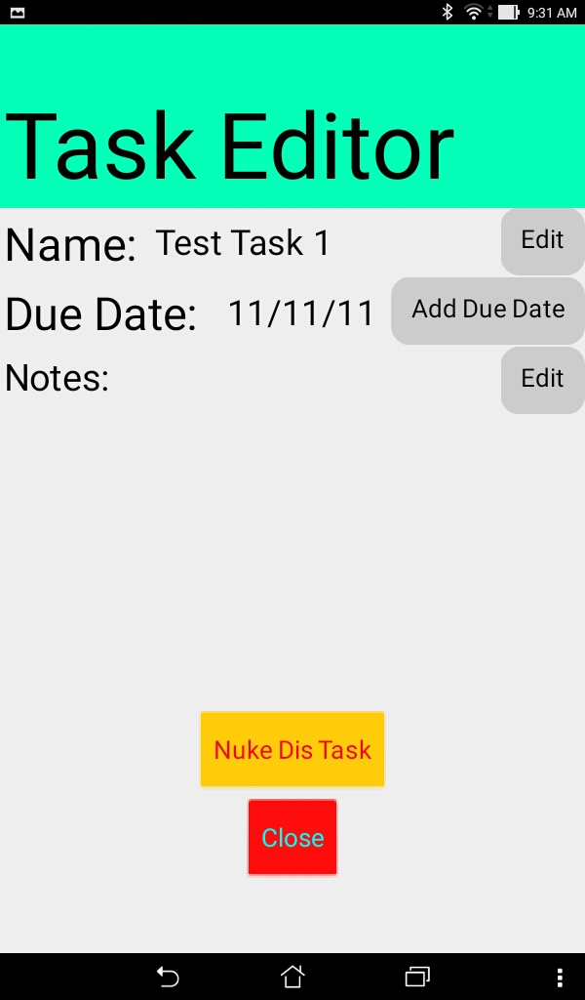 9:31 AM
Task Editor
Name: Test Task 1 Edit
Due Date: 11/11/11 Add Due Date
Notes: Edit
Nuke Dis Task
Close